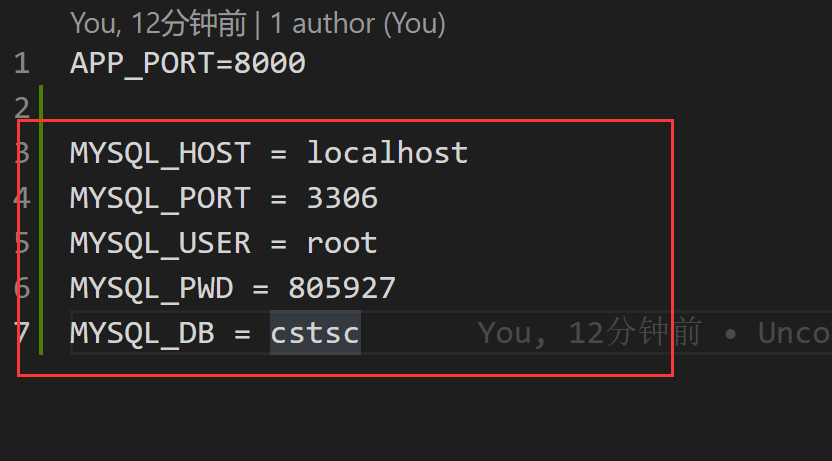 You, 12分钟前 | 1 author (You)
1 APP_PORT=8000
2
3 MYSQL_HOST = localhost
4 MYSQL_PORT = 3306
5 MYSQL_USER = root
6 MYSQL_PWD = 805927
7 MYSQL_DB = cstsc You, 12分钟前 • Unco